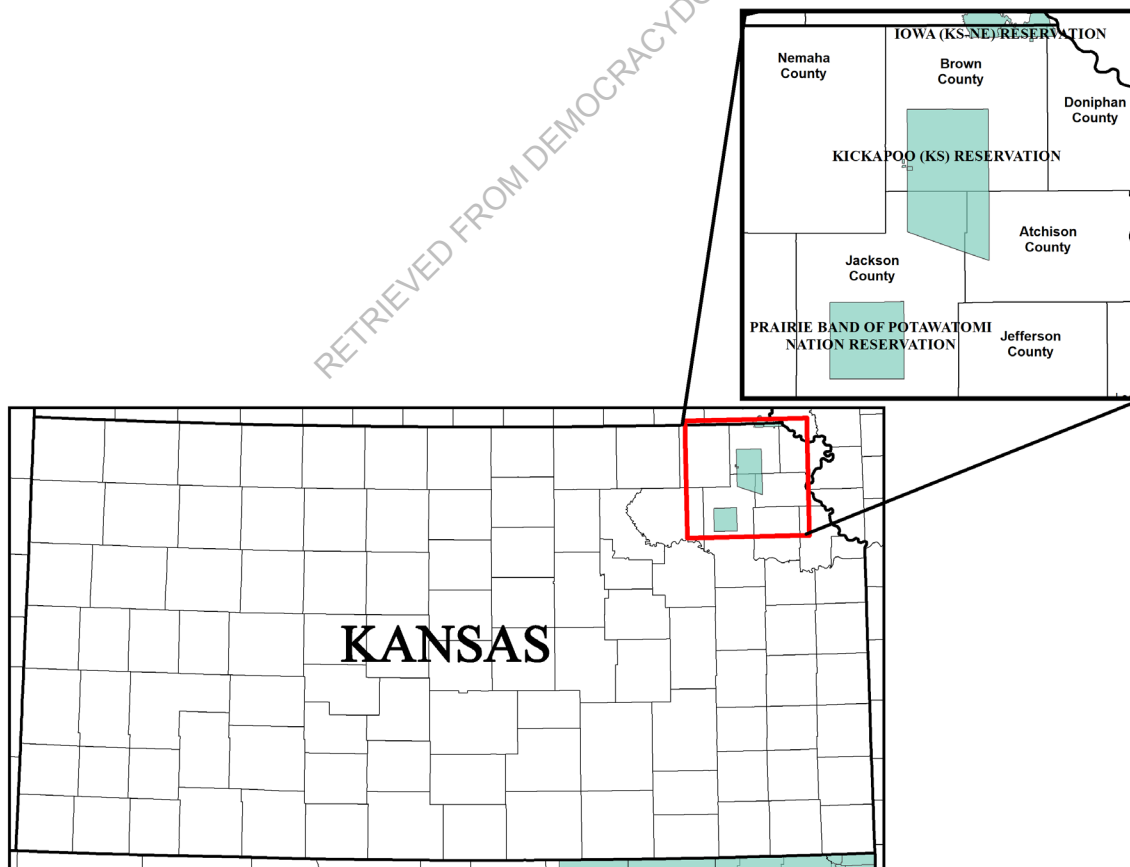 RETRIEVED FROM DEMOCRACYDO
IOWA (KS-NE) RESERVATION
Nemaha
County
Brown
County
Doniphan
County
KICKAPOO (KS) RESERVATION
Atchison
County
Jackson
County
PRAIRIE BAND OF POTAWATOMI
NATION RESERVATION
Jefferson
County
KANSAS